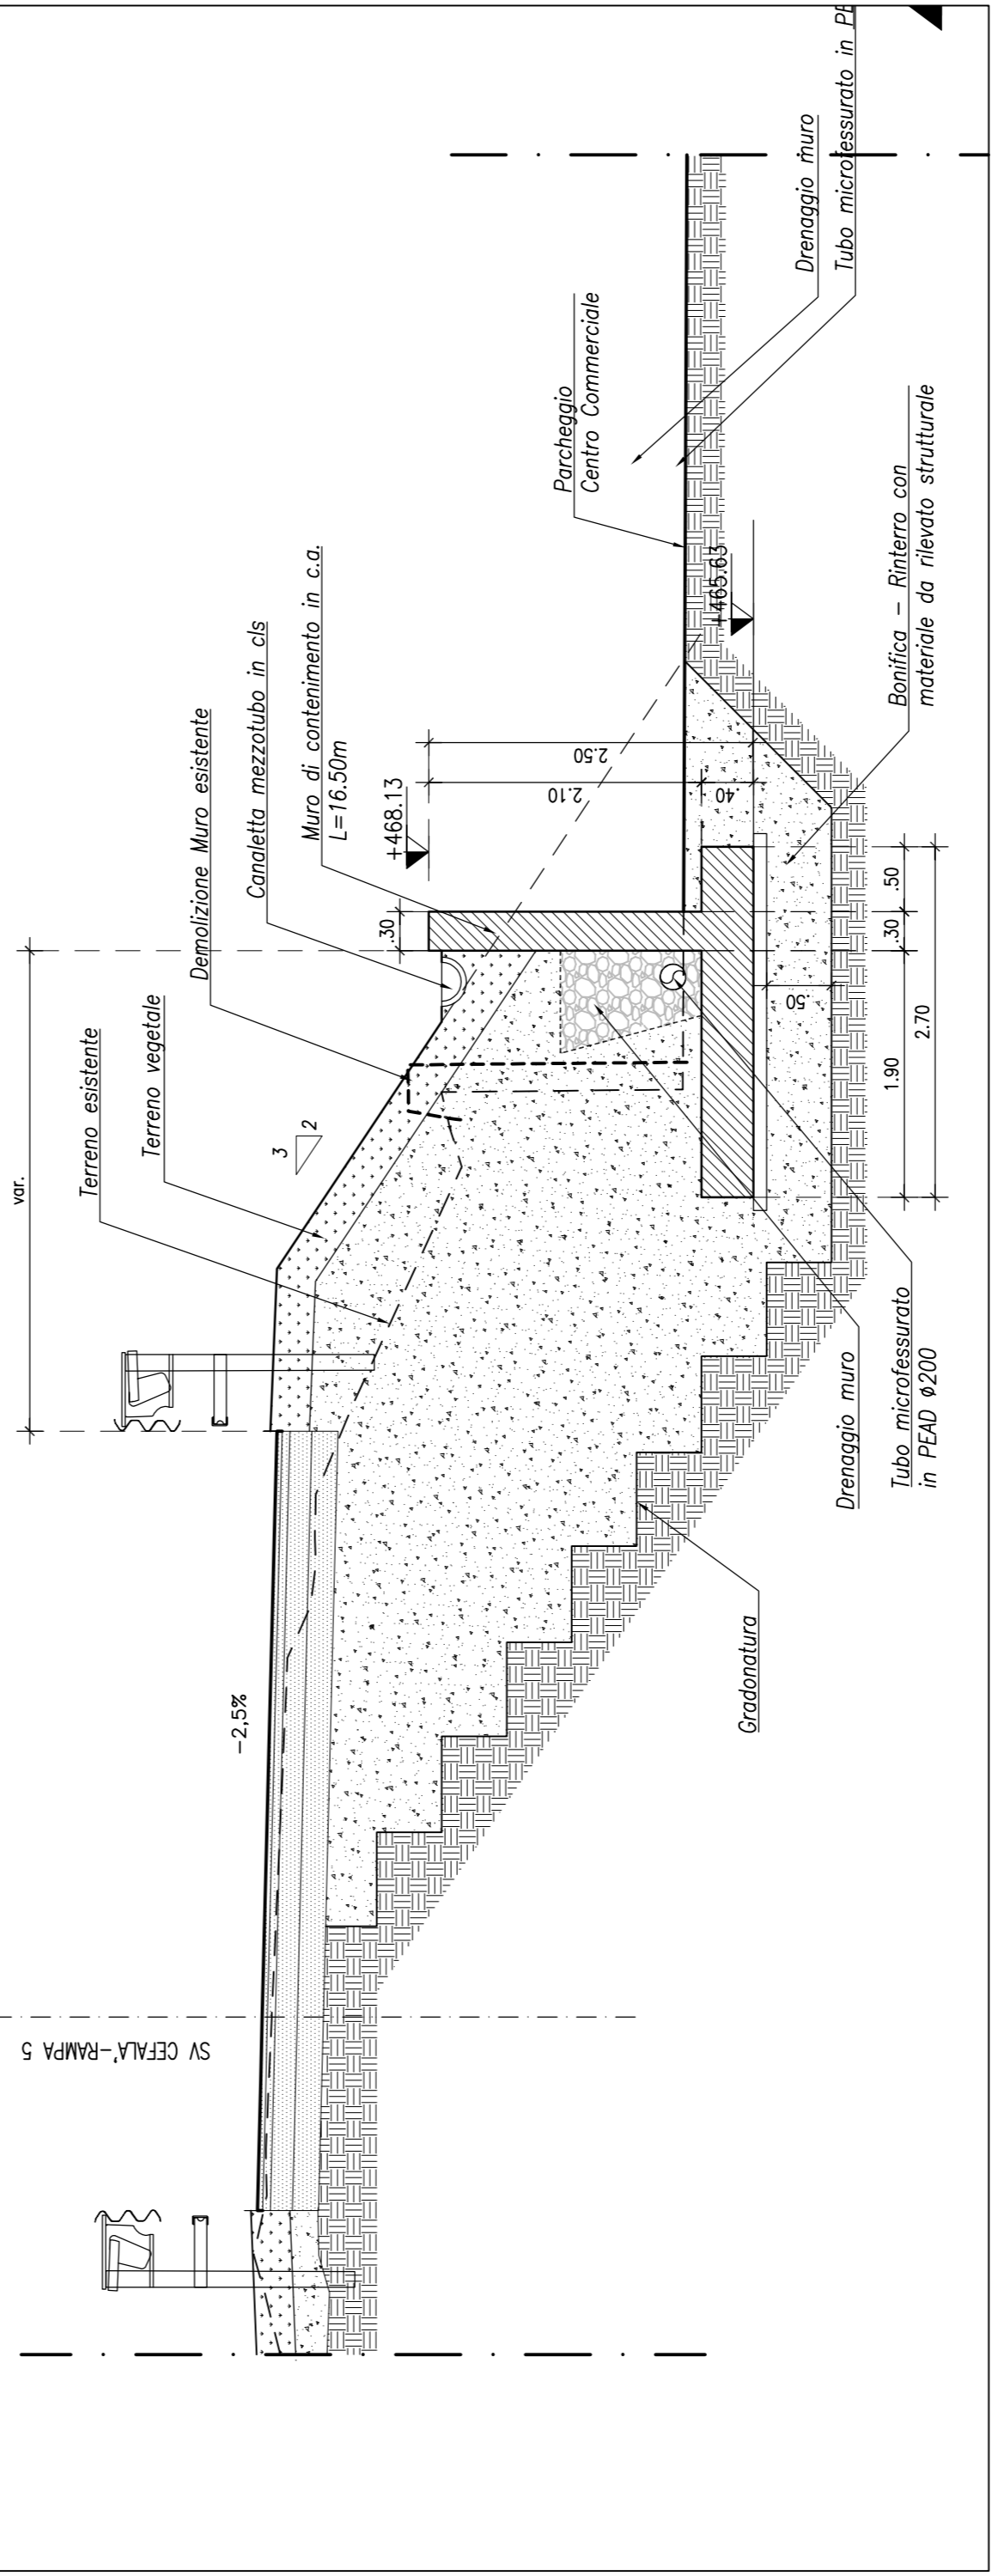 SV CEFALA'-RAMPA 5
-2,5%
var.
Terreno esistente
Terreno vegetale
3
2
Demolizione Muro esistente
Canaletta mezzotubo in cls
Muro di contenimento in c.a.
L=16.50m
+468.13
.30
2.10
2.50
.40
+465.63
Parcheggio
Centro Commerciale
Drenaggio muro
Tubo microfessurato in PE
Gradonatura
Drenaggio muro
Tubo microfessurato
in PEAD ø200
.50
1.90
.30
.50
2.70
Bonifica - Rinterro con
materiale da rilevato strutturale